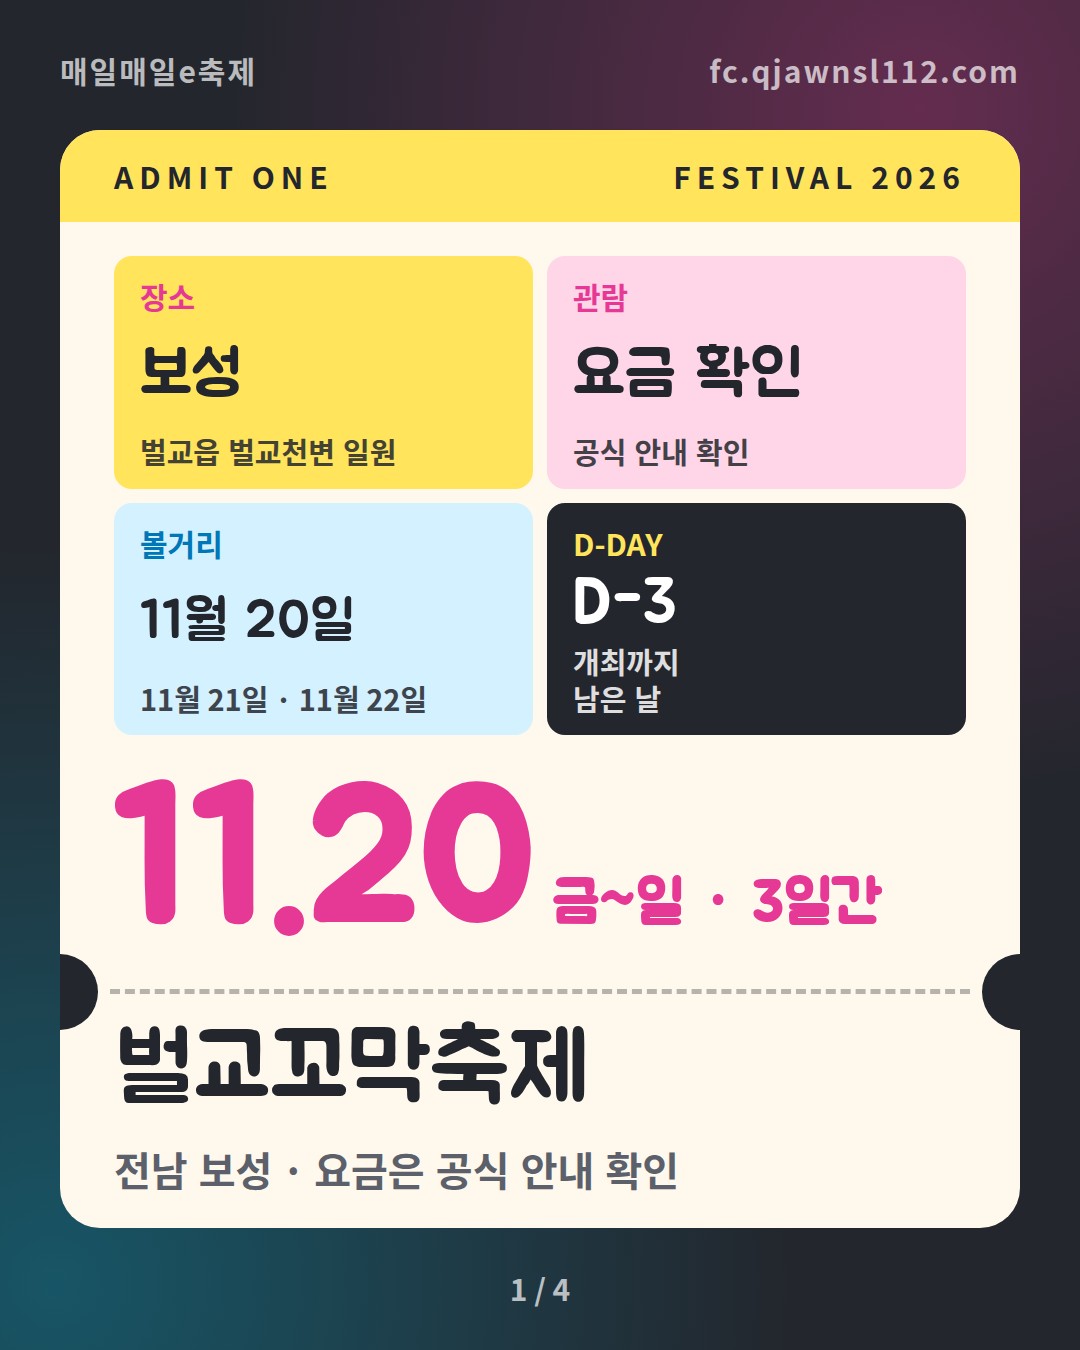 매일매일e축제
fc.qjawnsl112.com
ADMIT ONE
FESTIVAL 2026
장소
보성
벌교읍 벌교천변 일원
관람
요금 확인
공식 안내 확인
볼거리
11월 20일
11월 21일 · 11월 22일
D-DAY
D-3
개최까지
남은 날
11.20 금~일 · 3일간
벌교꼬막축제
전남 보성 · 요금은 공식 안내 확인
1 / 4